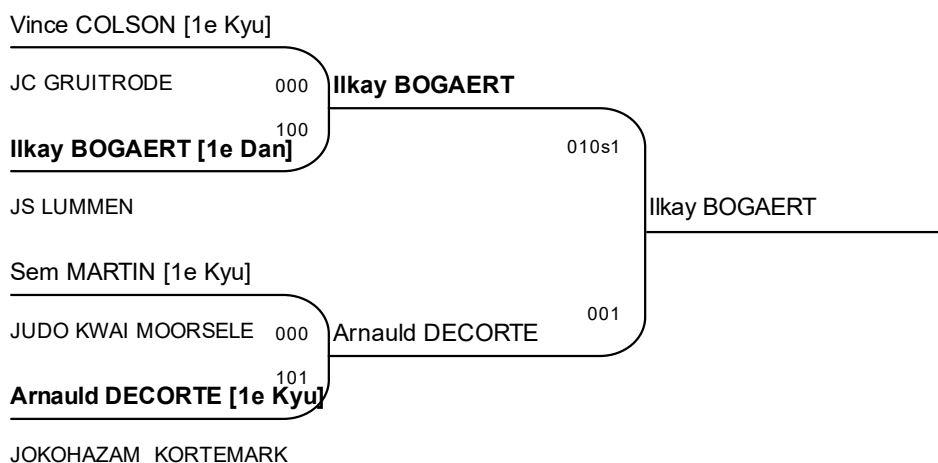 Vince COLSON [1e Kyu]
JC GRUITRODE
000
Ilkay BOGAERT
100
Ilkay BOGAERT [1e Dan]
010s1
JS LUMMEN
Ilkay BOGAERT
Sem MARTIN [1e Kyu]
001
JUDO KWAI MOORSELE
000
Arnauld DECORTE
101
Arnauld DECORTE [1e Kyu]
JOKOHAZAM KORTEMARK